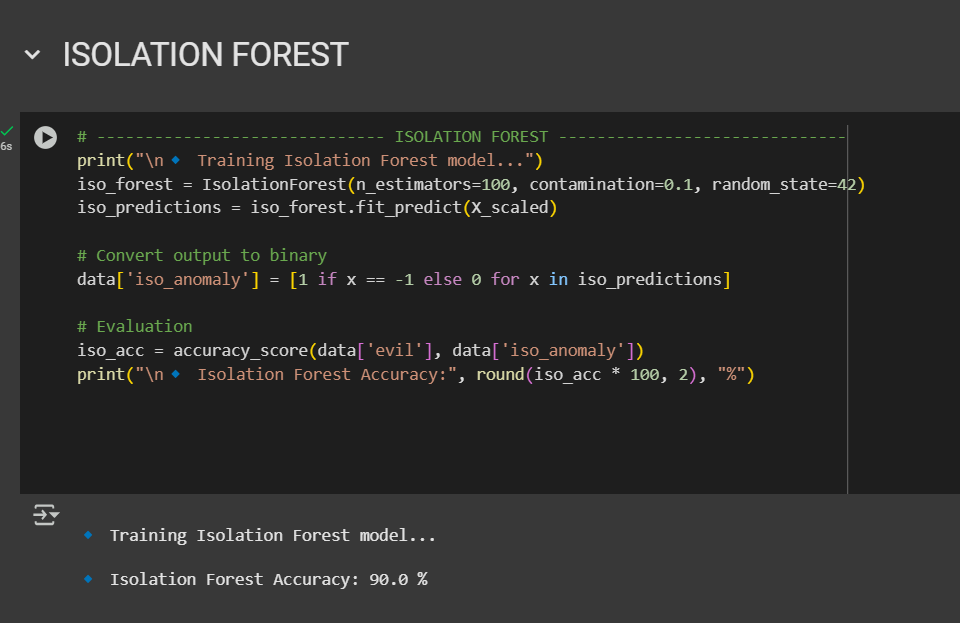 ISOLATION FOREST
6s
# ------------------------------ ISOLATION FOREST ------------------------------
print("\n🔹 Training Isolation Forest model...")
iso_forest = IsolationForest(n_estimators=100, contamination=0.1, random_state=42)
iso_predictions = iso_forest.fit_predict(X_scaled)
# Convert output to binary
data['iso_anomaly'] = [1 if x == -1 else 0 for x in iso_predictions]
# Evaluation
iso_acc = accuracy_score(data['evil'], data['iso_anomaly'])
print("\n🔹 Isolation Forest Accuracy:", round(iso_acc * 100, 2), "%")
🔹 Training Isolation Forest model...
🔹 Isolation Forest Accuracy: 90.0 %